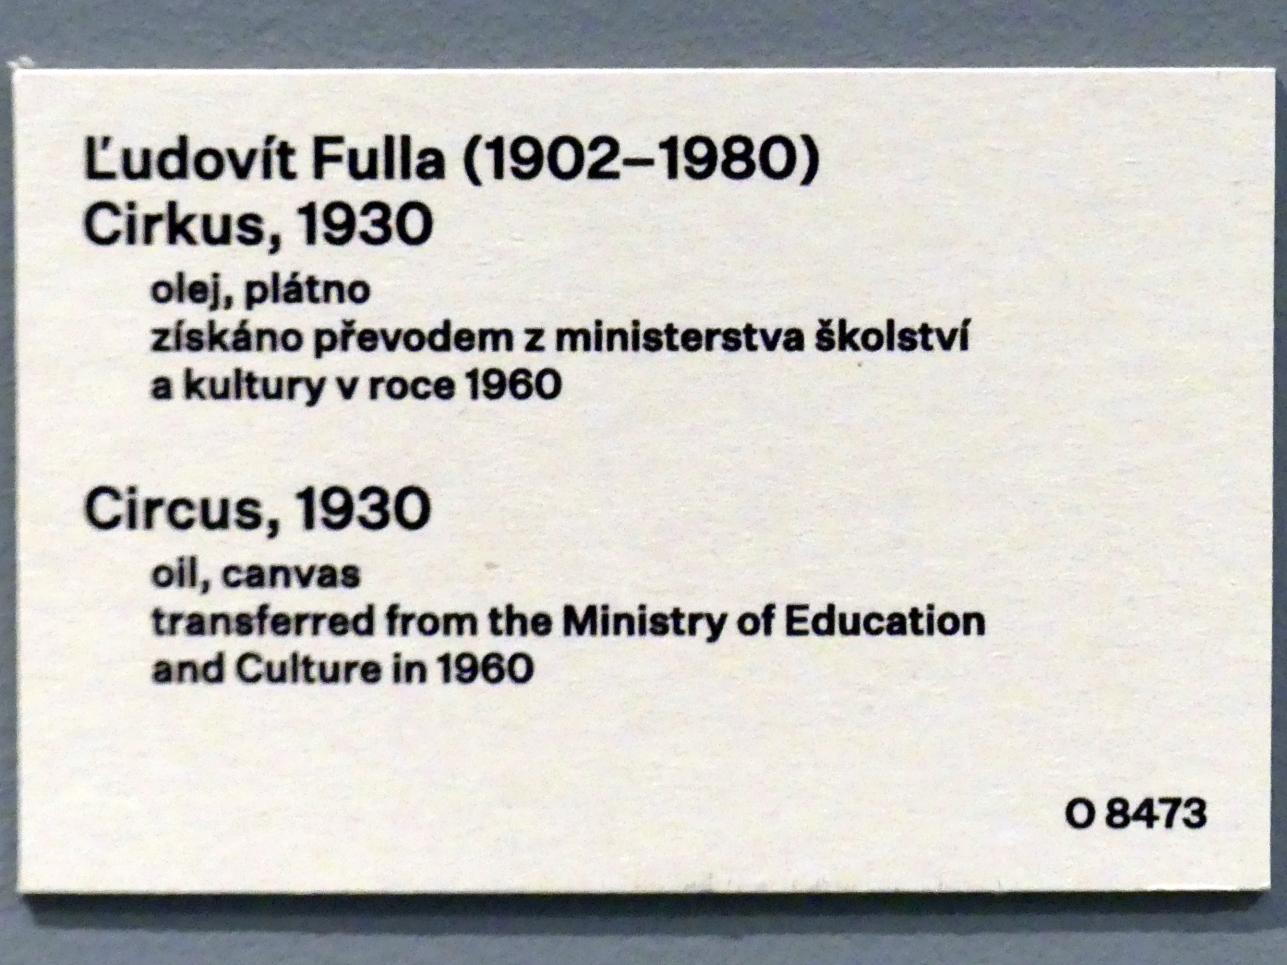 Ľudovít Fulla (1902–1980)
Cirkus, 1930
olej, plátno
získáno převodem z ministerstva školství
a kultury v roce 1960
Circus, 1930
oil, canvas
transferred from the Ministry of Education
and Culture in 1960
O 8473